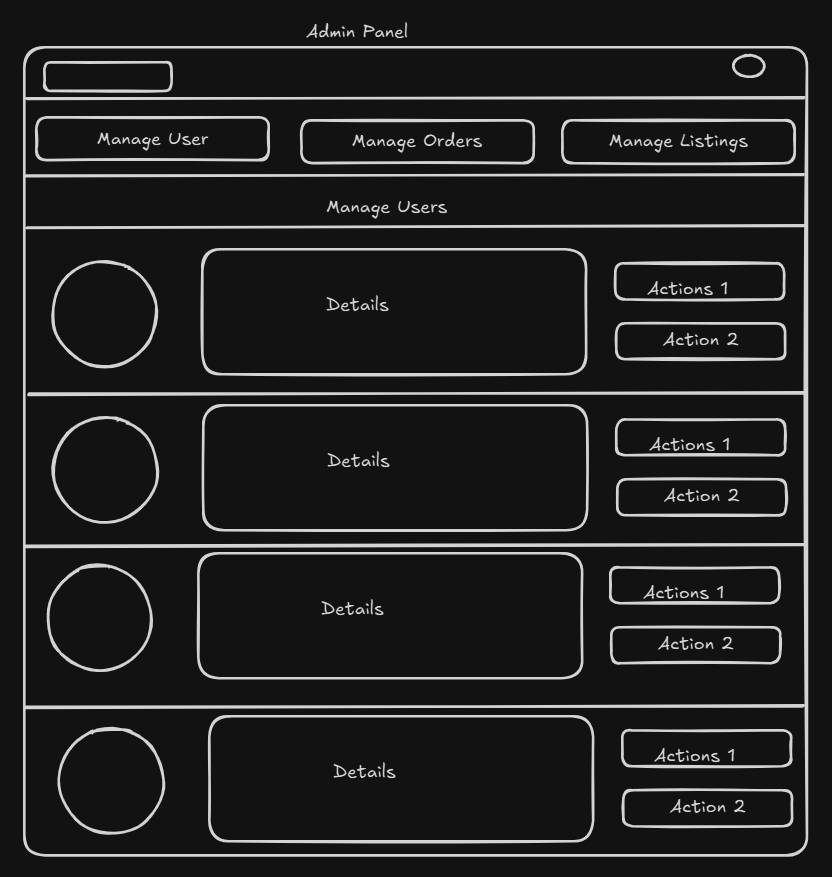 Admin Panel
Manage User
Manage Orders
Manage Listings
Manage Users
Details
Actions 1
Action 2
Details
Actions 1
Action 2
Details
Actions 1
Action 2
Details
Actions 1
Action 2